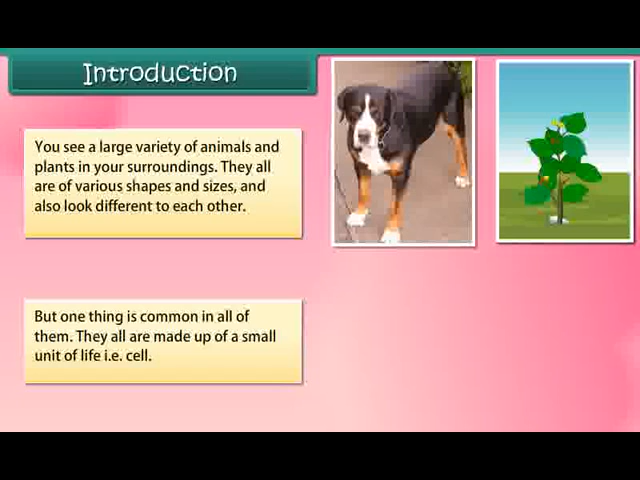 Introduction
You see a large variety of animals and
plants in your surroundings. They all
are of various shapes and sizes, and
also look different to each other.
But one thing is common in all of
them. They all are made up of a small
unit of life i.e. cell.